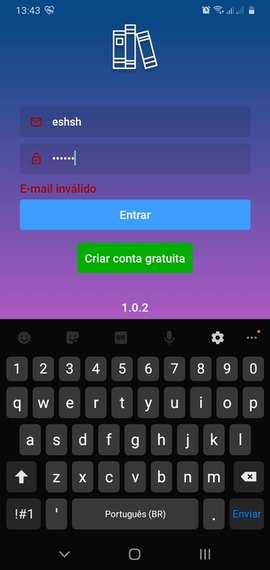 13:43
eshsh
••••••
E-mail inválido
Entrar
Criar conta gratuita
1.0.2
GIF
1 2 3 4 5 6 7 8 9 0
q w e r t y u i o p
a s d f g h j k l
z x c v b n m
!#1 ' Português (BR) . Enviar